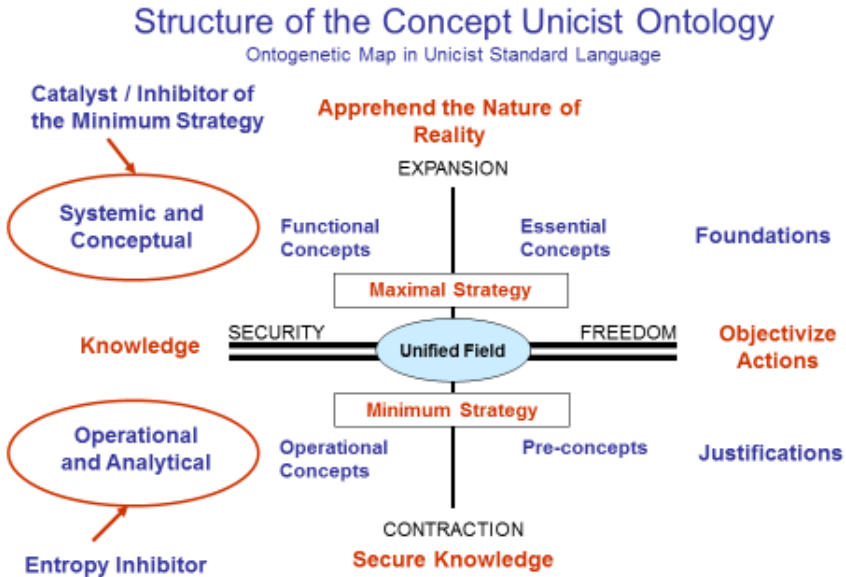 Structure of the Concept Unicist Ontology
Ontogenetic Map in Unicist Standard Language
Catalyst / Inhibitor of
the Minimum Strategy
Apprehend the Nature of
Reality
EXPANSION
Systemic and
Conceptual
Functional
Concepts
Essential
Concepts
Foundations
Maximal Strategy
Knowledge
SECURITY
Unified Field
FREEDOM
Objectivize
Actions
Minimum Strategy
Operational
and Analytical
Operational
Concepts
Pre-concepts
Justifications
CONTRACTION
Secure Knowledge
Entropy Inhibitor